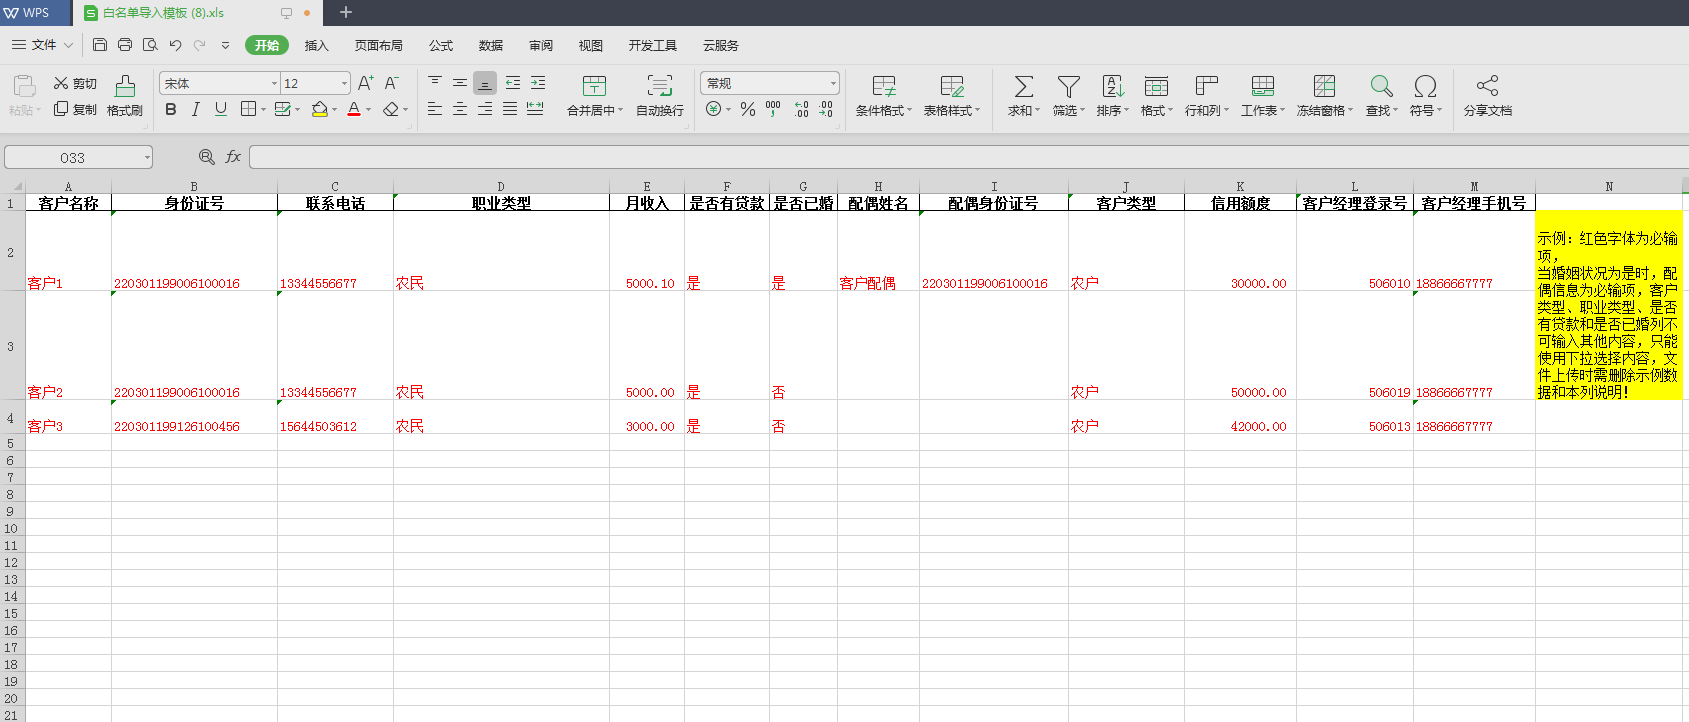 WPS 白名单导入模板 (8).xls
文件 开始 插入 页面布局 公式 数据 审阅 视图 开发工具 云服务
粘贴 剪切 复制 格式刷 宋体 12 合并居中 自动换行 常规 条件格式 表格样式 求和 筛选 排序 格式 行和列 工作表 冻结窗格 查找 符号 分享文档
O33 fx
A B C D E F G H I J K L M N
1 客户名称 身份证号 联系电话 职业类型 月收入 是否有贷款 是否已婚 配偶姓名 配偶身份证号 客户类型 信用额度 客户经理登录号 客户经理手机号
2 客户1 220301199006100016 13344556677 农民 5000.10 是 是 客户配偶 220301199006100016 农户 30000.00 506010 18866667777
3 客户2 220301199006100016 13344556677 农民 5000.00 是 否 农户 50000.00 506019 18866667777
示例：红色字体为必输
项，
当婚姻状况为是时，配
偶信息为必输项，客户
类型、职业类型、是否
有贷款和是否已婚列不
可输入其他内容，只能
使用下拉选择内容，文
件上传时需删除示例数
据和本列说明！
4 客户3 220301199126100456 15644503612 农民 3000.00 是 否 农户 42000.00 506013 18866667777
5
6
7
8
9
10
11
12
13
14
15
16
17
18
19
20
21